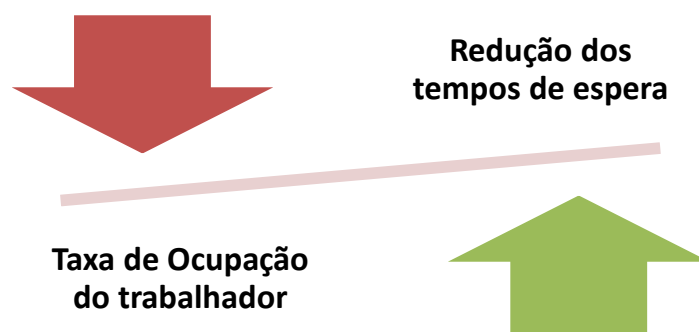 Redução dos
tempos de espera
Taxa de Ocupação
do trabalhador